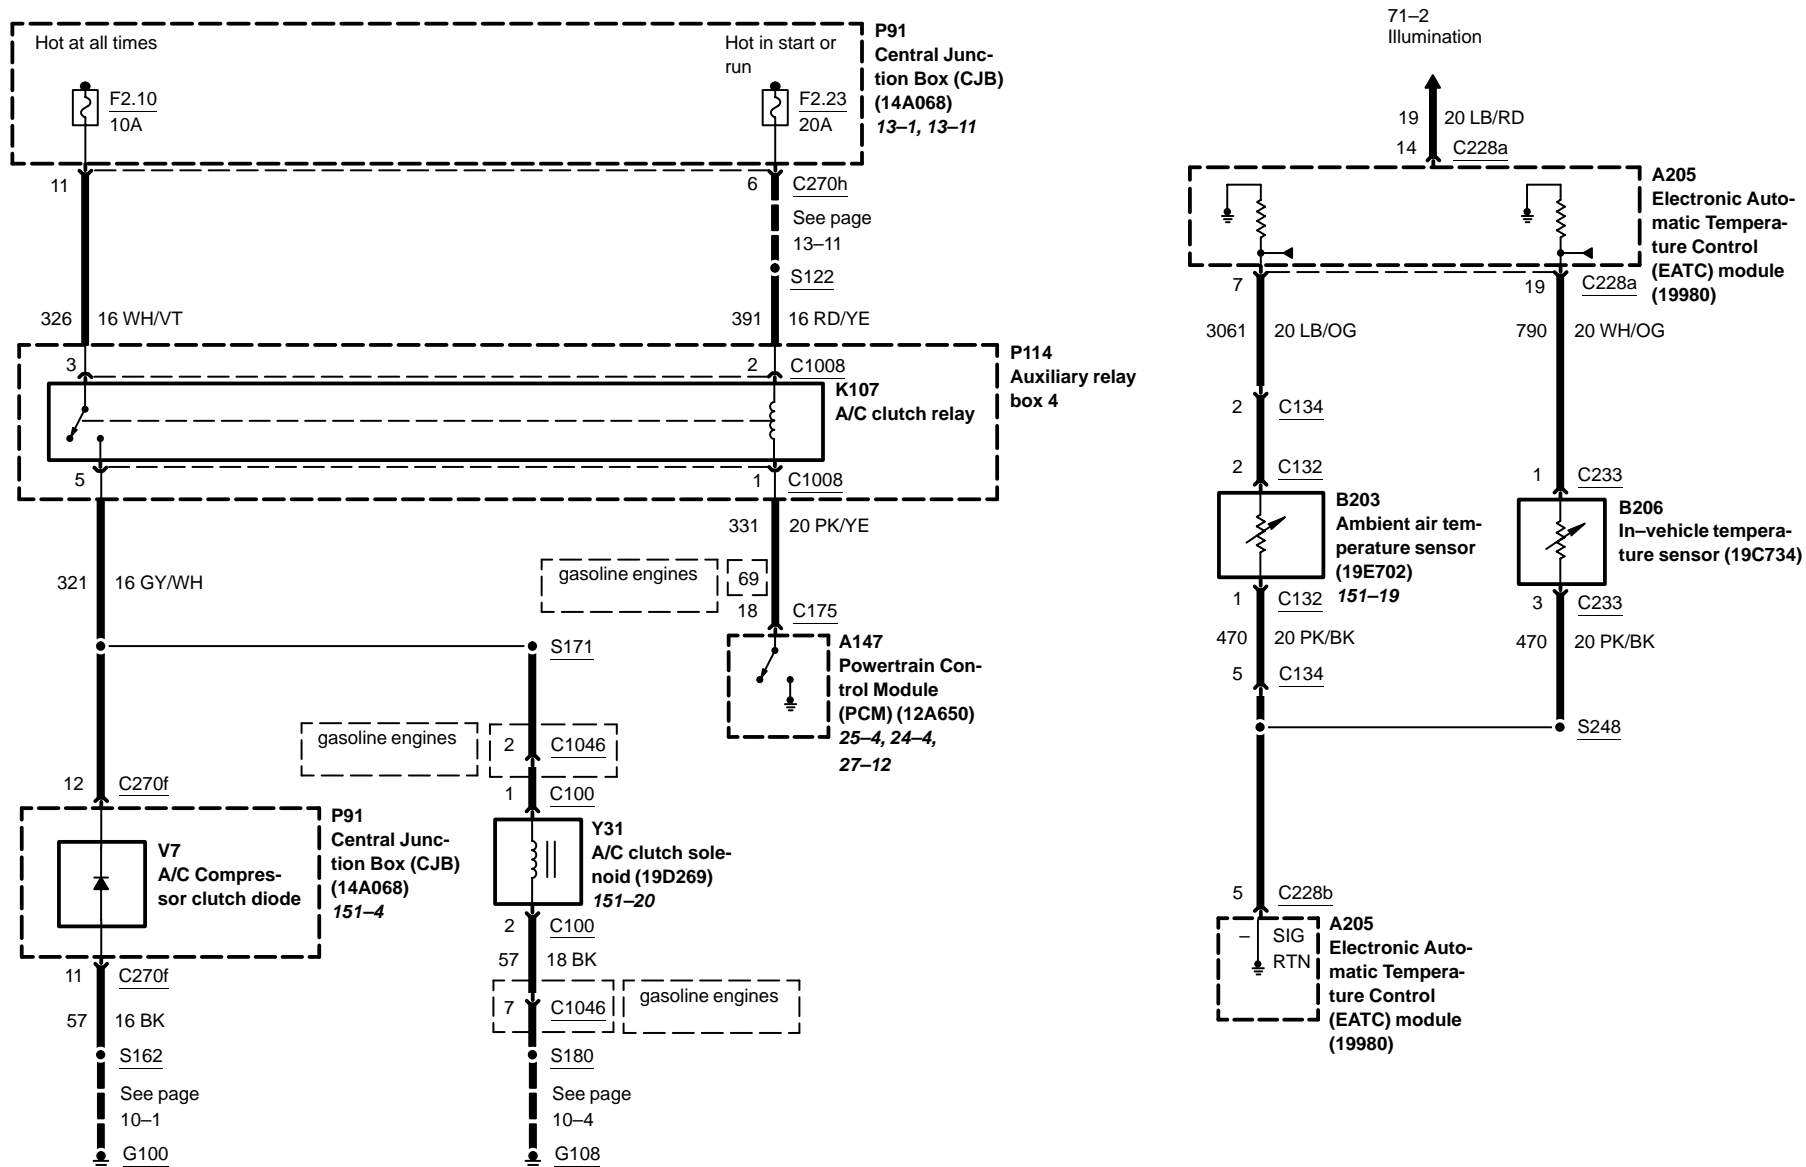 Hot at all times
Hot in start or
run
F2.10
10A
F2.23
20A
P91
Central Junc-
tion Box (CJB)
(14A068)
13–1, 13–11
11
6
C270h
See page
13–11
S122
326
16 WH/VT
391
16 RD/YE
3
2
C1008
P114
Auxiliary relay
box 4
K107
A/C clutch relay
5
1
C1008
331
20 PK/YE
321
16 GY/WH
gasoline engines
69
18
C175
A147
Powertrain Con-
trol Module
(PCM) (12A650)
25–4, 24–4,
27–12
S171
gasoline engines
2
C1046
12
C270f
1
C100
P91
Central Junc-
tion Box (CJB)
(14A068)
151–4
V7
A/C Compres-
sor clutch diode
Y31
A/C clutch sole-
noid (19D269)
151–20
2
C100
57
18 BK
11
C270f
7
C1046
gasoline engines
57
16 BK
S162
See page
10–1
G100
S180
See page
10–4
G108
71–2
Illumination
19
20 LB/RD
14
C228a
A205
Electronic Auto-
matic Tempera-
ture Control
(EATC) module
(19980)
7
19
C228a
3061
20 LB/OG
790
20 WH/OG
2
C134
2
C132
1
C233
B203
Ambient air tem-
perature sensor
(19E702)
151–19
B206
In–vehicle tempera-
ture sensor (19C734)
1
C132
3
C233
470
20 PK/BK
470
20 PK/BK
5
C134
S248
5
C228b
– SIG
RTN
A205
Electronic Auto-
matic Tempera-
ture Control
(EATC) module
(19980)